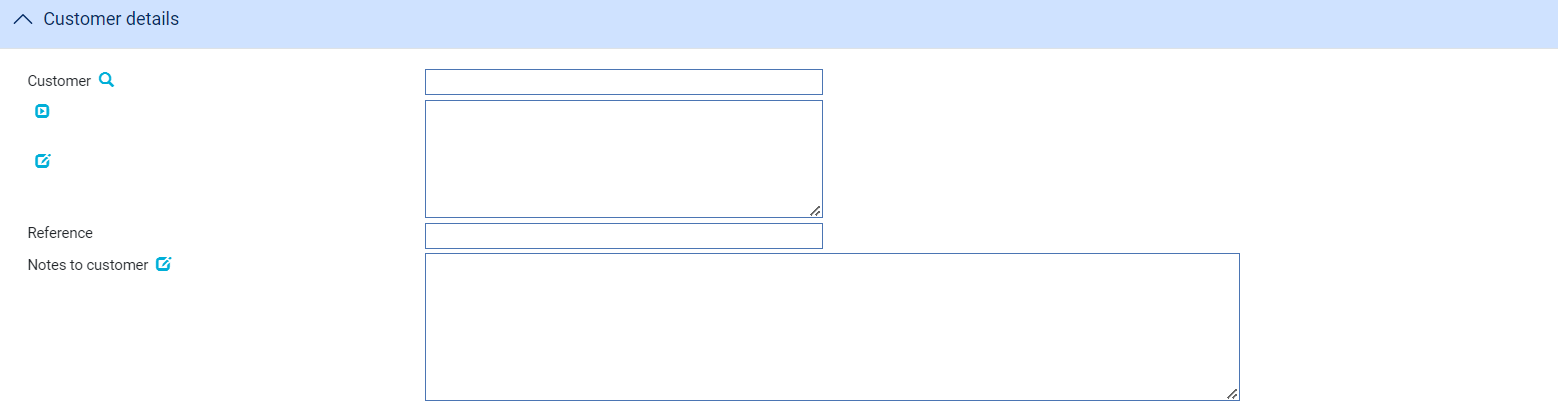 Customer details
Customer
Reference
Notes to customer